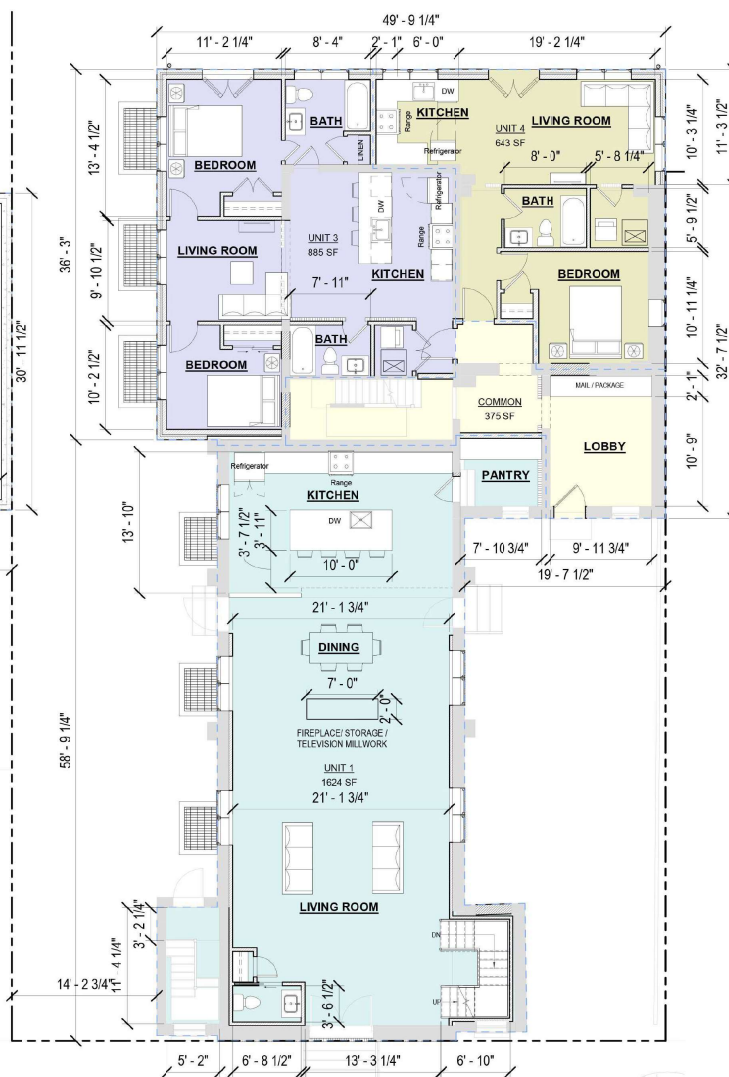 49' - 9 1/4"
11' - 2 1/4"
8' - 4"
2' - 1"
6' - 0"
19' - 2 1/4"
13' - 4 1/2"
BATH
BEDROOM
LINEN
KITCHEN
DW
Range
Refrigerator
UNIT 4
643 SF
LIVING ROOM
8' - 0"
5' - 8 1/4"
10' - 3 1/4"
11' - 3 1/2"
36' - 3"
9' - 10 1/2"
LIVING ROOM
UNIT 3
885 SF
DW
Refrigerator
Range
KITCHEN
7' - 11"
BATH
5' - 9 1/2"
BEDROOM
10' - 11 1/4"
32' - 7 1/2"
30' 11 1/2"
10' - 2 1/2"
BEDROOM
BATH
COMMON
375 SF
MAIL / PACKAGE
LOBBY
2' - 1"
10' - 9"
PANTRY
13' - 10"
Refrigerator
Range
KITCHEN
DW
3' - 7 1/2"
3' - 11"
10' - 0"
7' - 10 3/4"
9' - 11 3/4"
19' - 7 1/2"
21' - 1 3/4"
DINING
7' - 0"
2' - 0"
FIREPLACE/ STORAGE /
TELEVISION MILLWORK
UNIT 1
1624 SF
21' - 1 3/4"
58' - 9 1/4"
LIVING ROOM
DN
UP
3' - 2 1/4"
11' - 4 1/4"
14' - 2 3/4"
3' - 6 1/2"
5' - 2"
6' - 8 1/2"
13' - 3 1/4"
6' - 10"